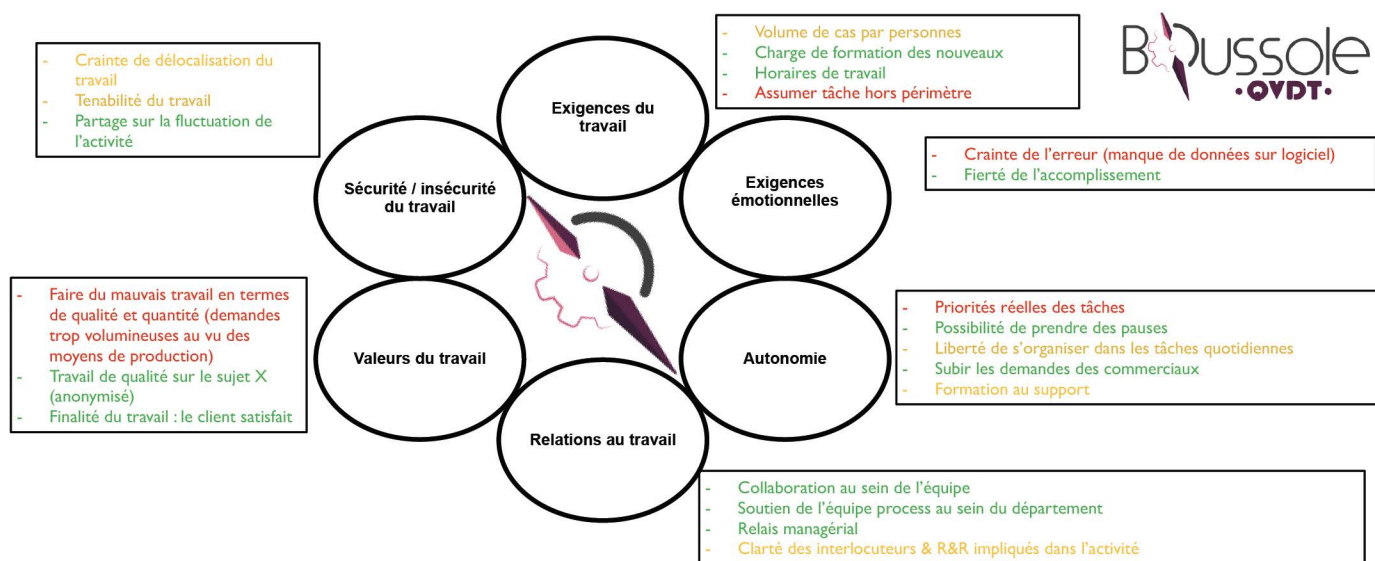 - Volume de cas par personnes
- Charge de formation des nouveaux
- Horaires de travail
- Assumer tâche hors périmètre
BOussole
•QVDT•
- Crainte de délocalisation du
travail
- Tenabilité du travail
- Partage sur la fluctuation de
l'activité
Exigences du
travail
- Crainte de l'erreur (manque de données sur logiciel)
- Fierté de l'accomplissement
Sécurité / insécurité
du travail
Exigences
émotionnelles
- Faire du mauvais travail en termes
de qualité et quantité (demandes
trop volumineuses au vu des
moyens de production)
- Travail de qualité sur le sujet X
(anonymisé)
- Finalité du travail : le client satisfait
Valeurs du travail
Autonomie
- Priorités réelles des tâches
- Possibilité de prendre des pauses
- Liberté de s'organiser dans les tâches quotidiennes
- Subir les demandes des commerciaux
- Formation au support
Relations au travail
- Collaboration au sein de l'équipe
- Soutien de l'équipe process au sein du département
- Relais managérial
- Clarté des interlocuteurs & R&R impliqués dans l'activité